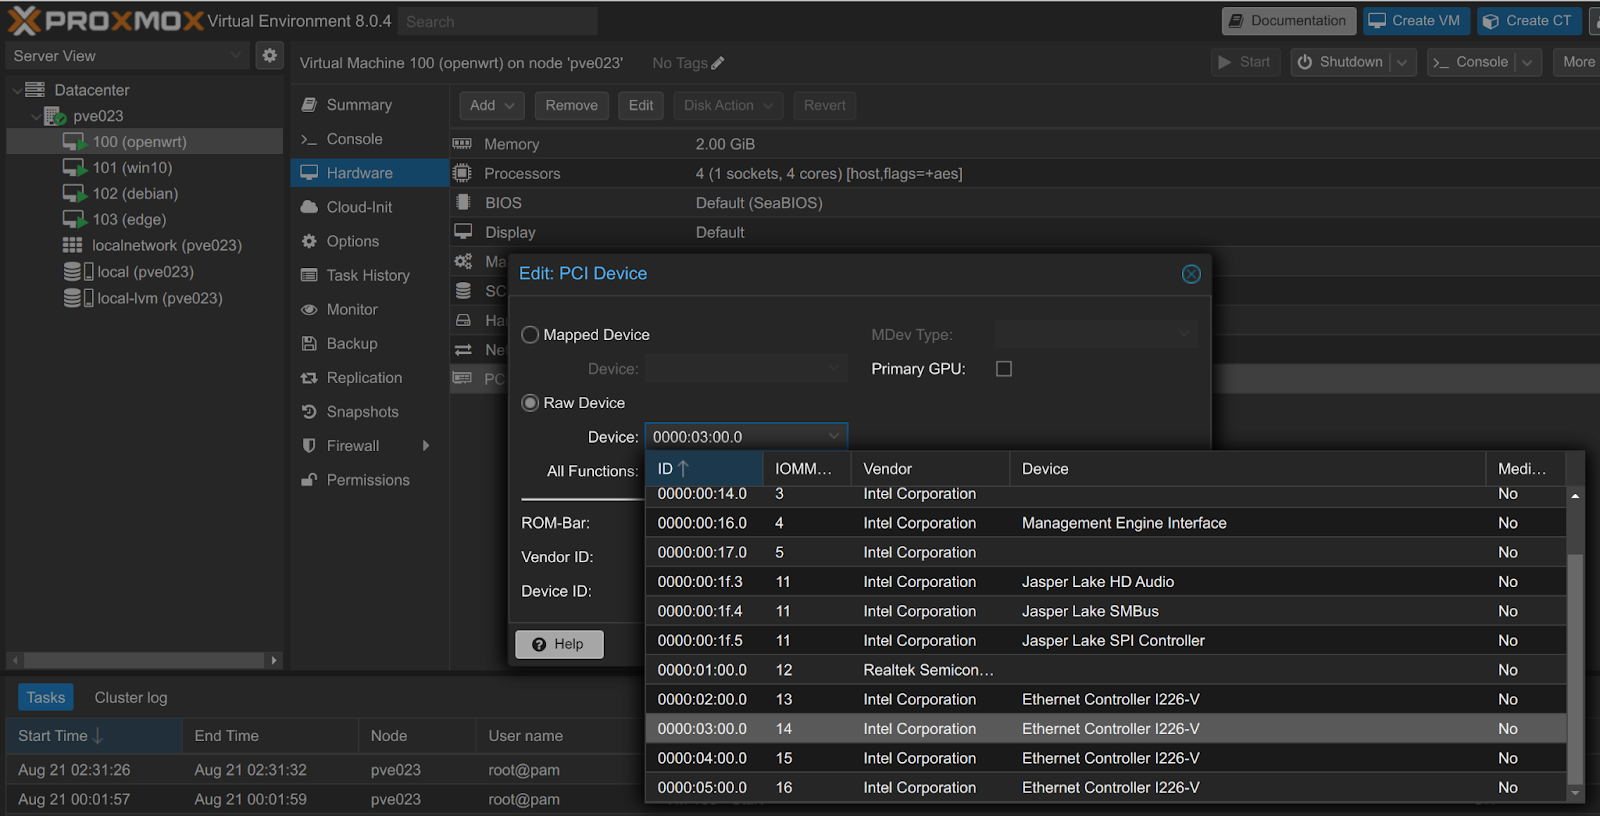 PROXMOX Virtual Environment 8.0.4 Search Documentation Create VM Create CT
Server View
Virtual Machine 100 (openwrt) on node 'pve023' No Tags Start Shutdown Console More
Datacenter
pve023
100 (openwrt)
101 (win10)
102 (debian)
103 (edge)
localnetwork (pve023)
local (pve023)
local-lvm (pve023)
Summary
Console
Hardware
Cloud-Init
Options
Task History
Monitor
Backup
Replication
Snapshots
Firewall
Permissions
Add Remove Edit Disk Action Revert
Memory 2.00 GiB
Processors 4 (1 sockets, 4 cores) [host,flags=+aes]
BIOS Default (SeaBIOS)
Display Default
Ma
SC
Ha
Net
PC
Edit: PCI Device
Mapped Device MDev Type:
Device: Primary GPU:
Raw Device
Device: 0000:03:00.0
All Functions:
ROM-Bar:
Vendor ID:
Device ID:
Help
ID IOMM... Vendor Device Medi...
0000:00:14.0 3 Intel Corporation No
0000:00:16.0 4 Intel Corporation Management Engine Interface No
0000:00:17.0 5 Intel Corporation No
0000:00:1f.3 11 Intel Corporation Jasper Lake HD Audio No
0000:00:1f.4 11 Intel Corporation Jasper Lake SMBus No
0000:00:1f.5 11 Intel Corporation Jasper Lake SPI Controller No
0000:01:00.0 12 Realtek Semicon... No
0000:02:00.0 13 Intel Corporation Ethernet Controller I226-V No
0000:03:00.0 14 Intel Corporation Ethernet Controller I226-V No
0000:04:00.0 15 Intel Corporation Ethernet Controller I226-V No
0000:05:00.0 16 Intel Corporation Ethernet Controller I226-V No
Tasks Cluster log
Start Time End Time Node User name
Aug 21 02:31:26 Aug 21 02:31:32 pve023 root@pam
Aug 21 00:01:57 Aug 21 00:01:59 pve023 root@pam